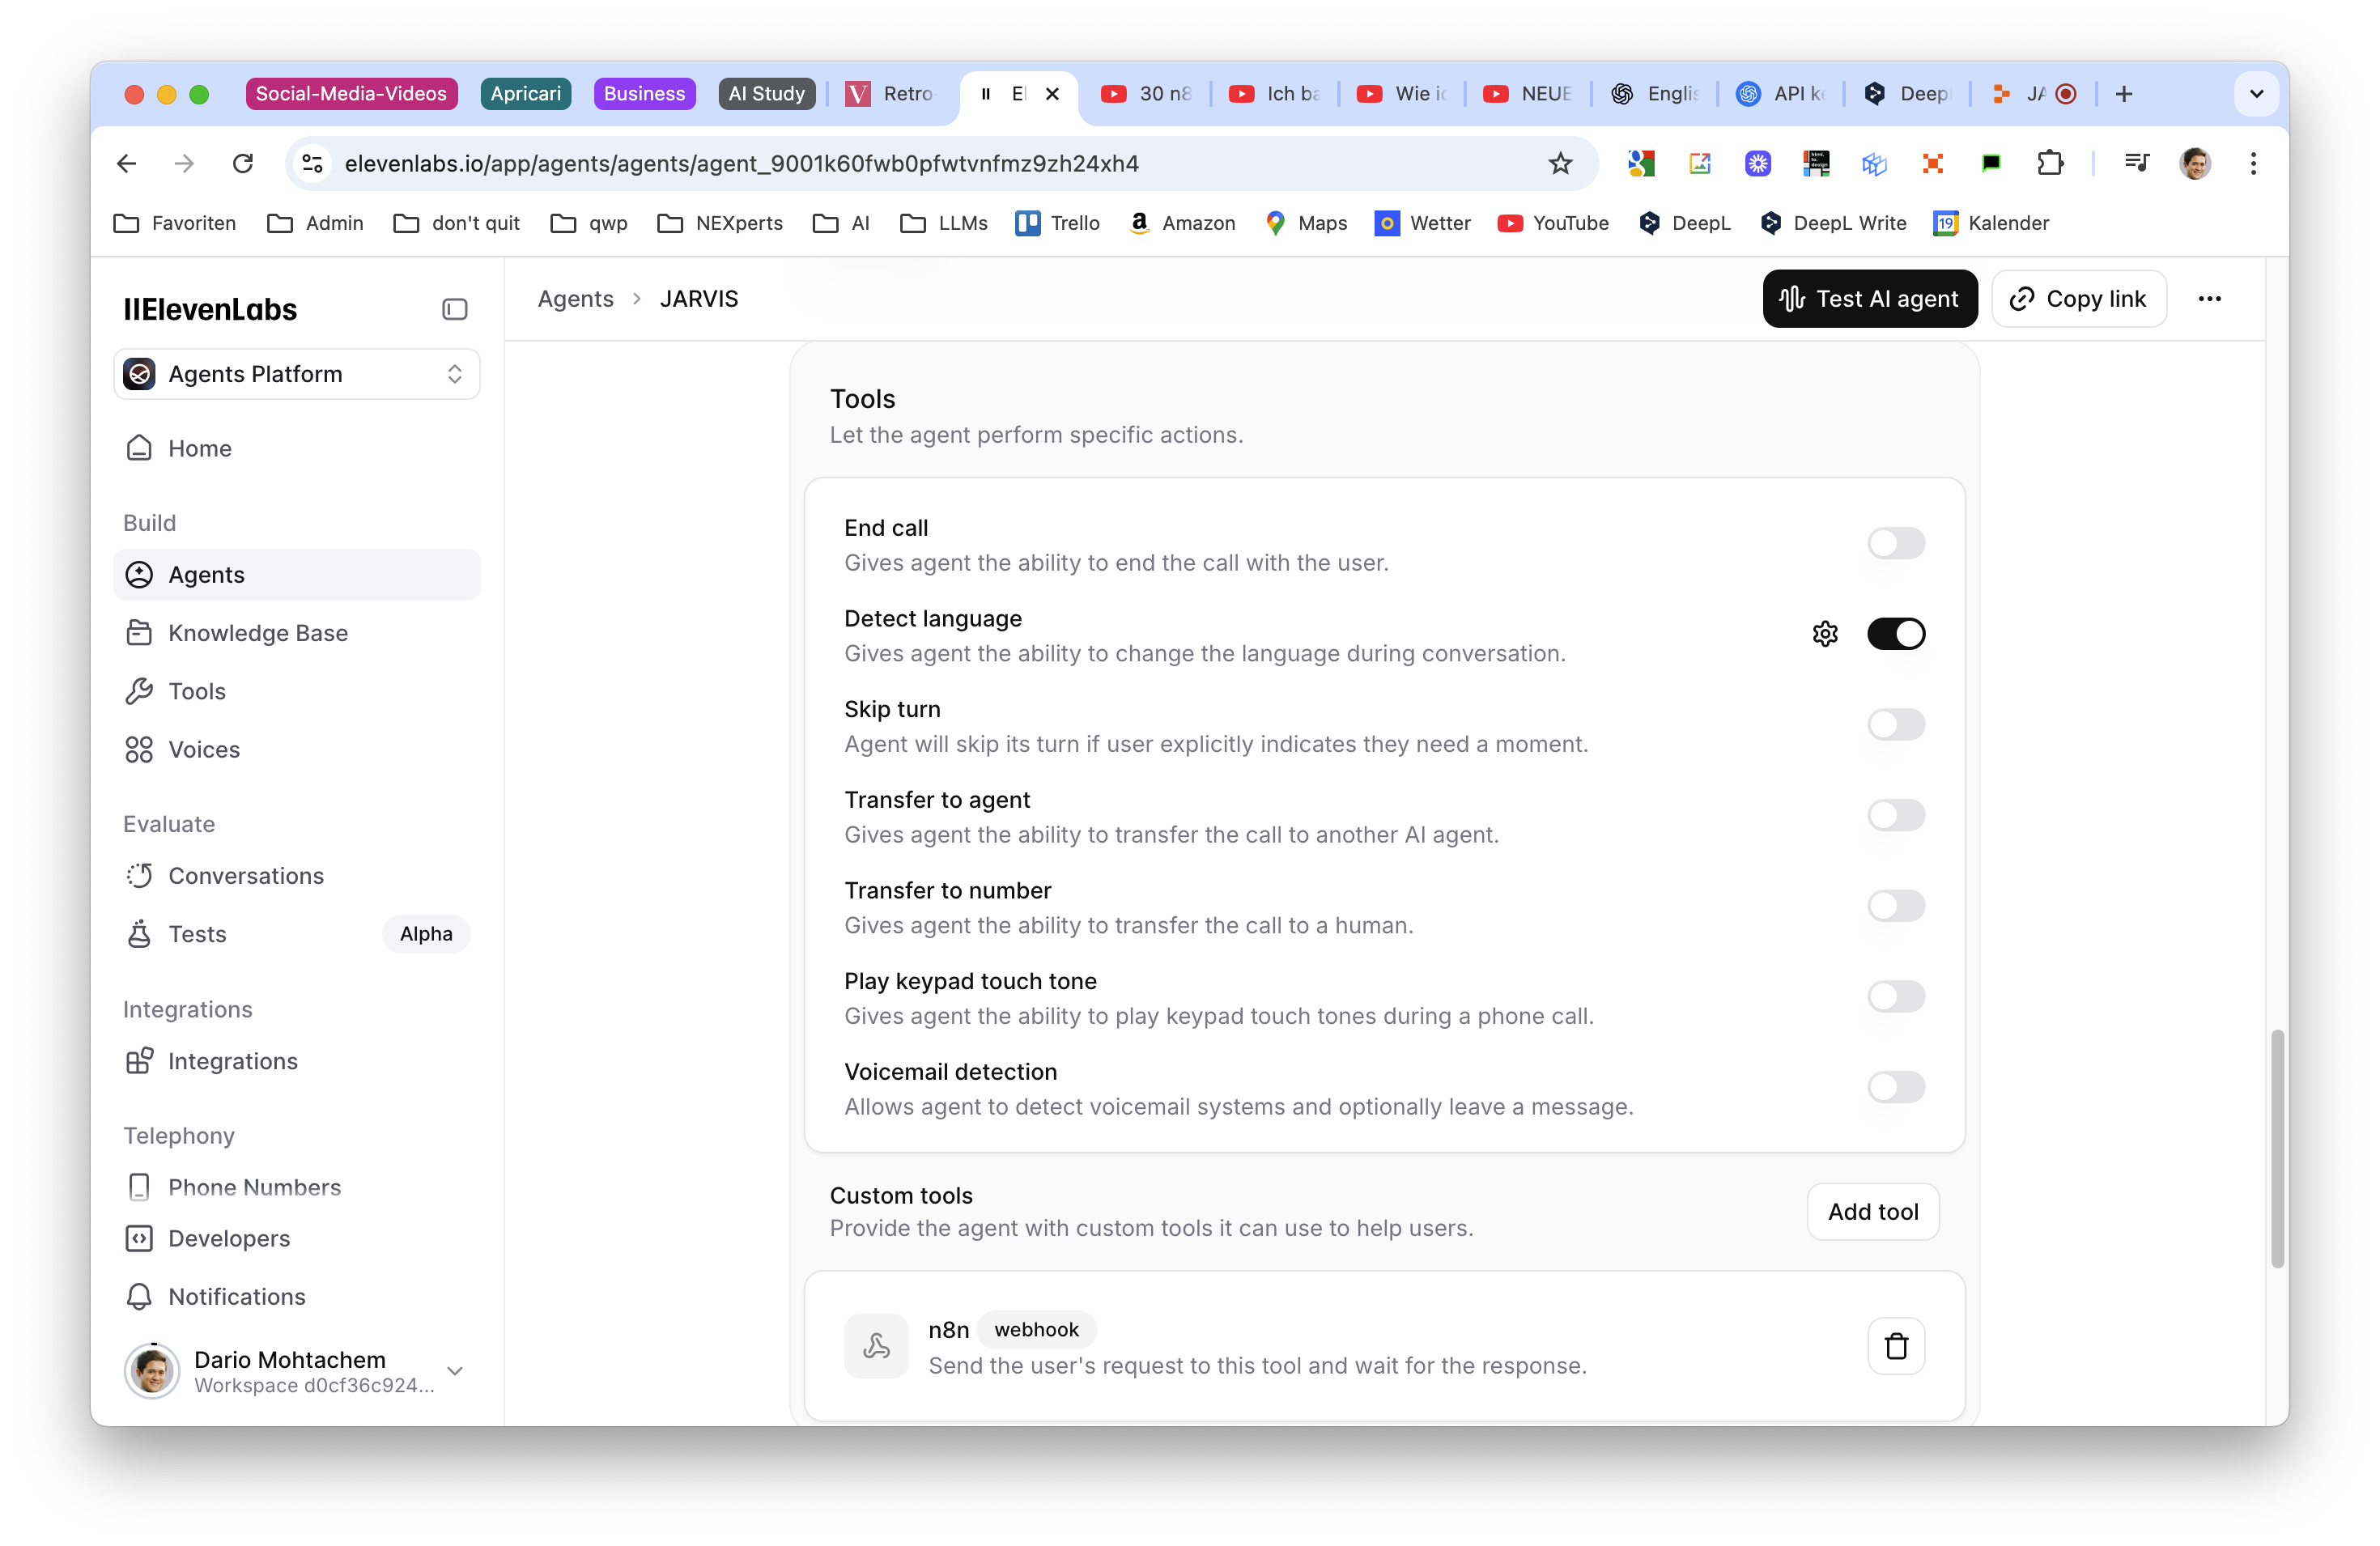 Social-Media-Videos
Apricari
Business
AI Study
Retro
El
30 n8
Ich ba
Wie ic
NEUE
Englis
API ke
Deep
JA
elevenlabs.io/app/agents/agent_9001k60fwb0pfwtvnfmz9zh24xh4
Favoriten
Admin
don't quit
qwp
NEXperts
AI
LLMs
Trello
Amazon
Maps
Wetter
YouTube
DeepL
DeepL Write
19
Kalender
IIElevenLabs
Agents Platform
Home
Build
Agents
Knowledge Base
Tools
Voices
Evaluate
Conversations
Tests
Alpha
Integrations
Integrations
Telephony
Phone Numbers
Developers
Notifications
Dario Mohtachem
Workspace d0cf36c924...
Agents > JARVIS
Test AI agent
Copy link
Tools
Let the agent perform specific actions.
End call
Gives agent the ability to end the call with the user.
Detect language
Gives agent the ability to change the language during conversation.
Skip turn
Agent will skip its turn if user explicitly indicates they need a moment.
Transfer to agent
Gives agent the ability to transfer the call to another AI agent.
Transfer to number
Gives agent the ability to transfer the call to a human.
Play keypad touch tone
Gives agent the ability to play keypad touch tones during a phone call.
Voicemail detection
Allows agent to detect voicemail systems and optionally leave a message.
Custom tools
Provide the agent with custom tools it can use to help users.
Add tool
n8n
webhook
Send the user's request to this tool and wait for the response.